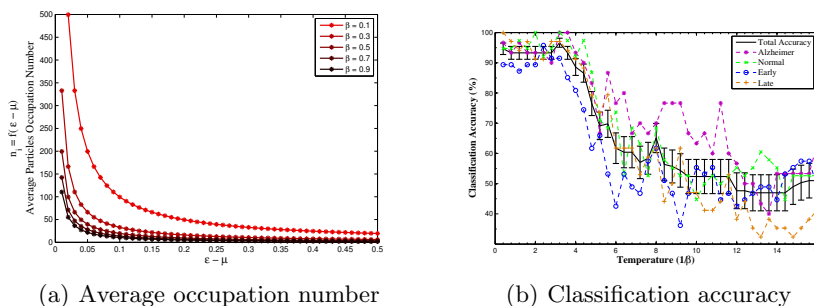 500
450
400
350
300
250
200
150
100
50
0
0
0.05
0.1
0.15
0.2
0.25
0.3
0.35
0.4
0.45
0.5
ε − μ
n_i = f( ε − μ)
Average Particles Occupation Number
β = 0.1
β = 0.3
β = 0.5
β = 0.7
β = 0.9
(a) Average occupation number
100
90
80
70
60
50
40
0
2
4
6
8
10
12
14
Temperature (1/β)
Classification Accuracy (%)
Total Accuracy
Alzheimer
Normal
Early
Late
(b) Classification accuracy